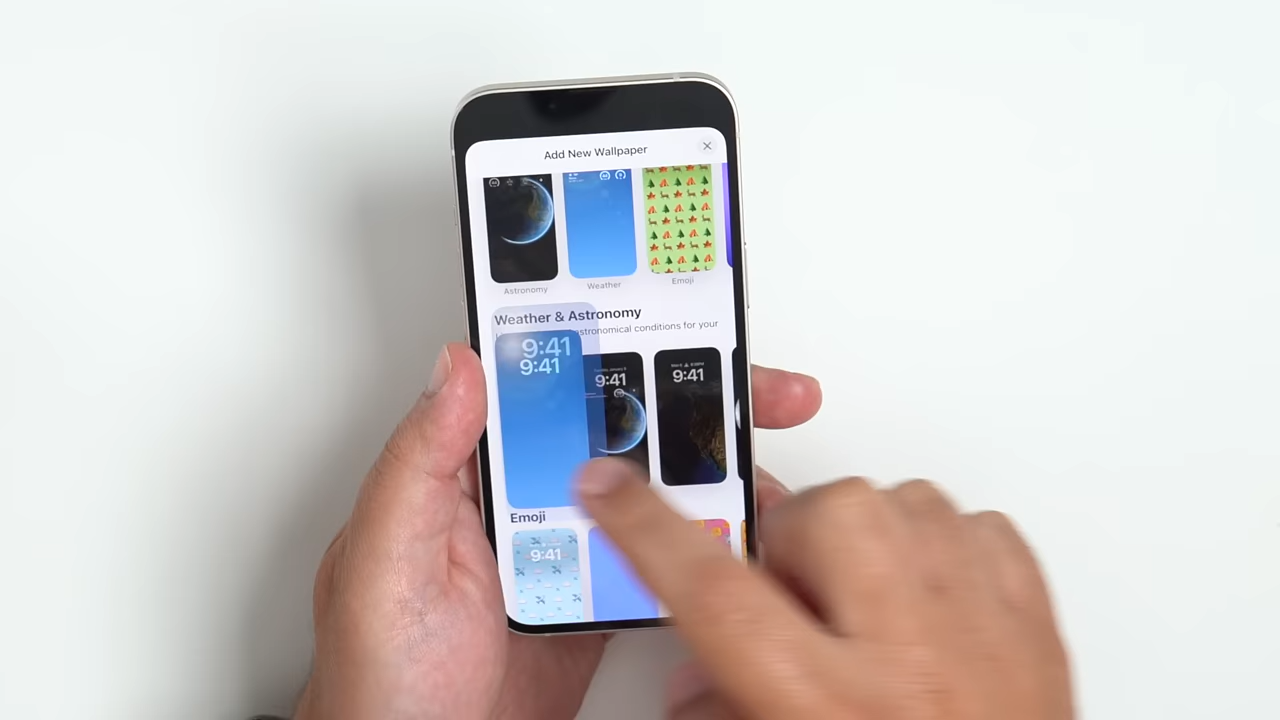 Add New Wallpaper
Astronomy
Weather
Emoji
Weather & Astronomy
astronomical conditions for your
9:41
9:41
9:41
9:41
Emoji
9:41